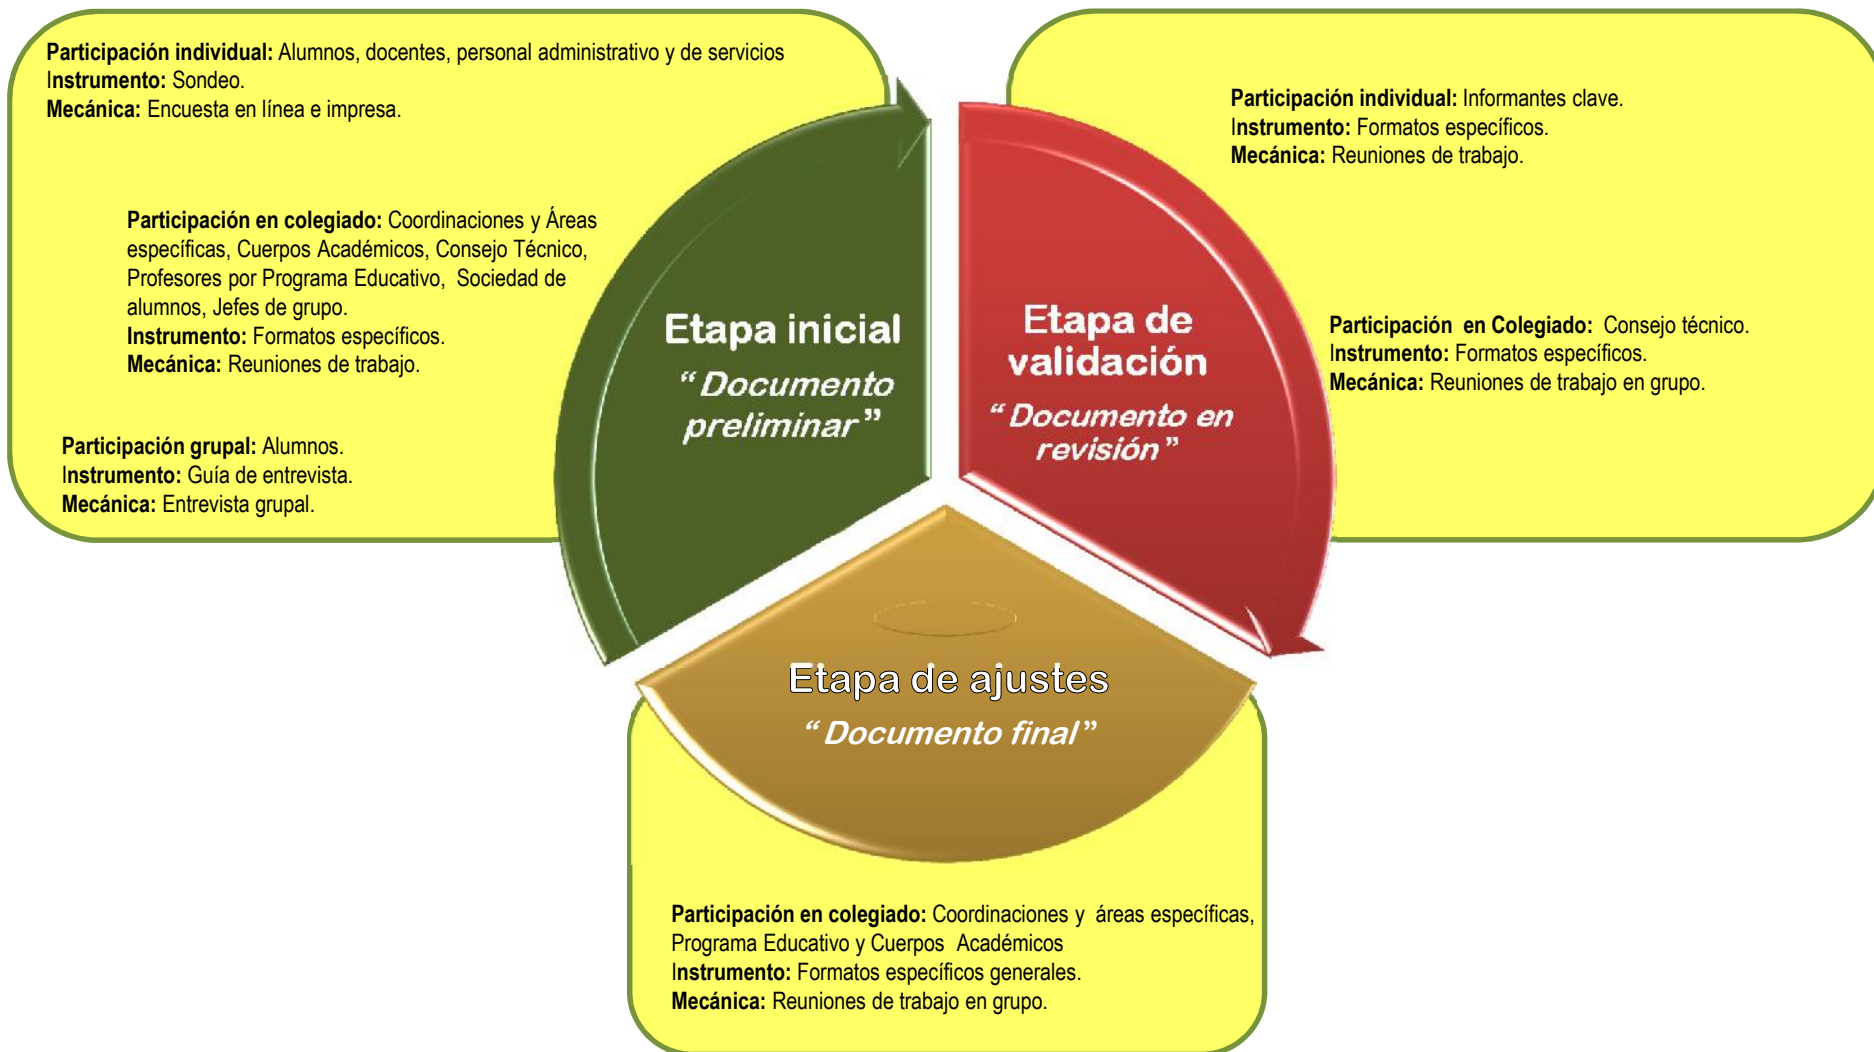 Participación individual: Alumnos, docentes, personal administrativo y de servicios
Instrumento: Sondeo.
Mecánica: Encuesta en línea e impresa.
Participación en colegiado: Coordinaciones y Áreas
específicas, Cuerpos Académicos, Consejo Técnico,
Profesores por Programa Educativo, Sociedad de
alumnos, Jefes de grupo.
Instrumento: Formatos específicos.
Mecánica: Reuniones de trabajo.
Participación grupal: Alumnos.
Instrumento: Guía de entrevista.
Mecánica: Entrevista grupal.
Etapa inicial
“ Documento
preliminar ”
Etapa de
validación
“ Documento en
revisión ”
Participación individual: Informantes clave.
Instrumento: Formatos específicos.
Mecánica: Reuniones de trabajo.
Participación en Colegiado: Consejo técnico.
Instrumento: Formatos específicos.
Mecánica: Reuniones de trabajo en grupo.
Etapa de ajustes
“ Documento final ”
Participación en colegiado: Coordinaciones y áreas específicas,
Programa Educativo y Cuerpos Académicos
Instrumento: Formatos específicos generales.
Mecánica: Reuniones de trabajo en grupo.